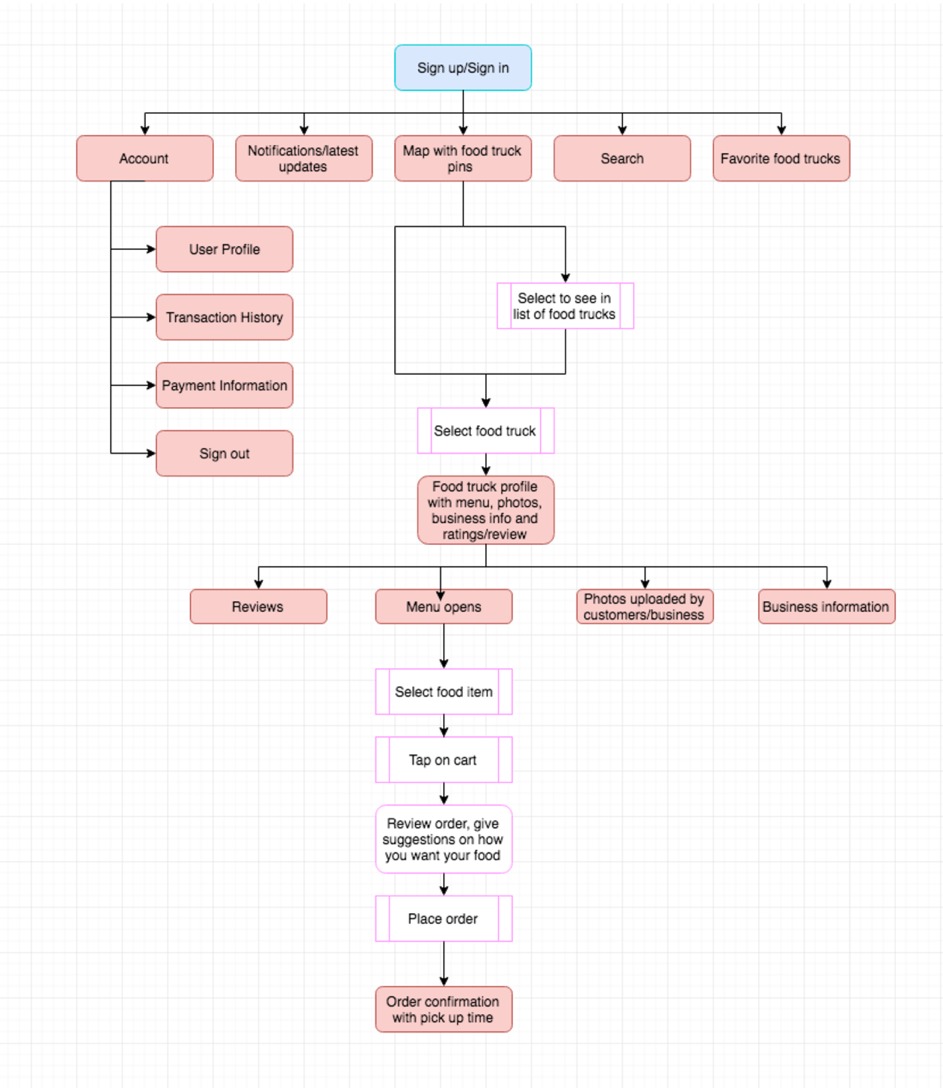 Sign up/Sign in
Account
Notifications/latest
updates
Map with food truck
pins
Search
Favorite food trucks
User Profile
Transaction History
Payment Information
Sign out
Select to see in
list of food trucks
Select food truck
Food truck profile
with menu, photos,
business info and
ratings/review
Reviews
Menu opens
Photos uploaded by
customers/business
Business information
Select food item
Tap on cart
Review order, give
suggestions on how
you want your food
Place order
Order confirmation
with pick up time